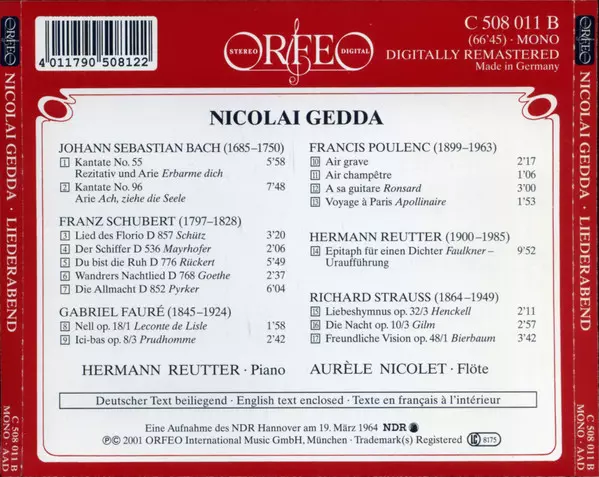 ORFEO
NICOLAI GEDDA · LIEDERABEND
C 508 011 B
MONO · AAD
4 011790 508122
ORFEO
STEREO DIGITAL
C 508 011 B
(66'45) · MONO
DIGITALLY REMASTERED
Made in Germany
NICOLAI GEDDA
JOHANN SEBASTIAN BACH (1685–1750)
1 Kantate No. 55 5'58
Rezitativ und Arie Erbarme dich
2 Kantate No. 96 7'48
Arie Ach, ziehe die Seele
FRANZ SCHUBERT (1797–1828)
3 Lied des Florio D 857 Schütz 3'20
4 Der Schiffer D 536 Mayrhofer 2'06
5 Du bist die Ruh D 776 Rückert 5'49
6 Wandrers Nachtlied D 768 Goethe 2'37
7 Die Allmacht D 852 Pyrker 6'04
GABRIEL FAURÉ (1845–1924)
8 Nell op. 18/1 Leconte de Lisle 1'58
9 Ici-bas op. 8/3 Prudhomme 2'42
FRANCIS POULENC (1899–1963)
10 Air grave 2'17
11 Air champêtre 1'06
12 A sa guitare Ronsard 3'00
13 Voyage à Paris Apollinaire 1'53
HERMANN REUTTER (1900–1985)
14 Epitaph für einen Dichter Faulkner – 9'52
Uraufführung
RICHARD STRAUSS (1864–1949)
15 Liebeshymnus op. 32/3 Henckell 2'11
16 Die Nacht op. 10/3 Gilm 2'57
17 Freundliche Vision op. 48/1 Bierbaum 3'42
HERMANN REUTTER · Piano
AURÈLE NICOLET · Flöte
Deutscher Text beiliegend · English text enclosed · Texte en français à l'intérieur
Eine Aufnahme des NDR Hannover am 19. März 1964 NDR
℗© 2001 ORFEO International Music GmbH, München · Trademark(s) Registered LC 8175
ORFEO
NICOLAI GEDDA · LIEDERABEND
C 508 011 B
MONO · AAD